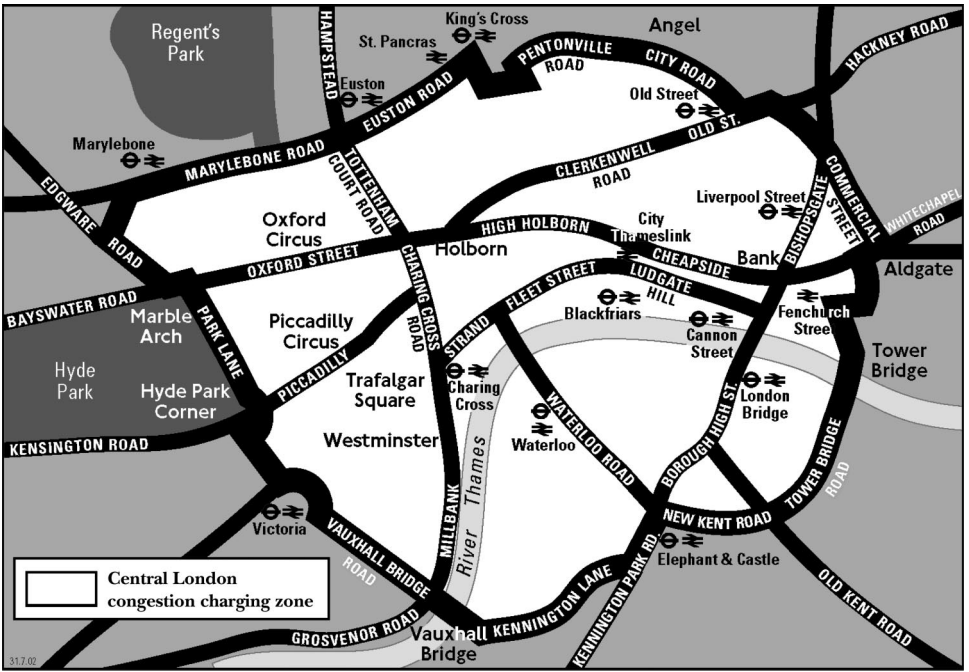 King's Cross
Angel
HACKNEY ROAD
Regent's
Park
HAMPSTEAD
St. Pancras
PENTONVILLE
ROAD
CITY ROAD
Euston
EUSTON ROAD
Old Street
OLD ST.
Marylebone
MARYLEBONE ROAD
TOTTENHAM
COURT ROAD
CLERKENWELL
ROAD
COMMERCIAL
STREET
EDGWARE ROAD
Liverpool Street
BISHOPSGATE
WHITECHAPEL
ROAD
Oxford
Circus
OXFORD STREET
Holborn
HIGH HOLBORN
City
Thameslink
CHEAPSIDE
Bank
Aldgate
BAYSWATER ROAD
Marble
Arch
PARK LANE
CHARING CROSS
ROAD
FLEET STREET
STRAND
LUDGATE
HILL
Blackfriars
Cannon
Street
Fenchurch
Street
Piccadilly
Circus
PICCADILLY
Hyde
Park
Hyde Park
Corner
Trafalgar
Square
Charing
Cross
Tower
Bridge
London
Bridge
KENSINGTON ROAD
Westminster
Waterloo
WATERLOO ROAD
BOROUGH HIGH ST.
TOWER BRIDGE
ROAD
River Thames
MILLBANK
Victoria
VAUXHALL BRIDGE
ROAD
NEW KENT ROAD
Elephant & Castle
Central London
congestion charging zone
GROSVENOR ROAD
Vauxhall
Bridge
KENNINGTON LANE
KENNINGTON PARK RD.
OLD KENT ROAD
31.7.02